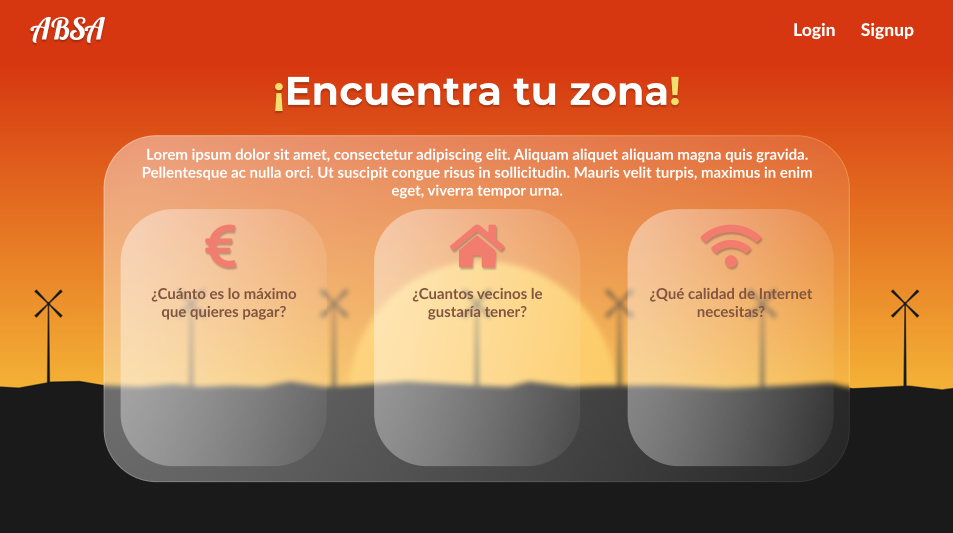 ABSA
Login Signup
¡Encuentra tu zona!
Lorem ipsum dolor sit amet, consectetur adipiscing elit. Aliquam aliquet aliquam magna quis gravida.
Pellentesque ac nulla orci. Ut suscipit congue risus in sollicitudin. Mauris velit turpis, maximus in enim
eget, viverra tempor urna.
€
¿Cuánto es lo máximo
que quieres pagar?
¿Cuantos vecinos le
gustaría tener?
¿Qué calidad de Internet
necesitas?